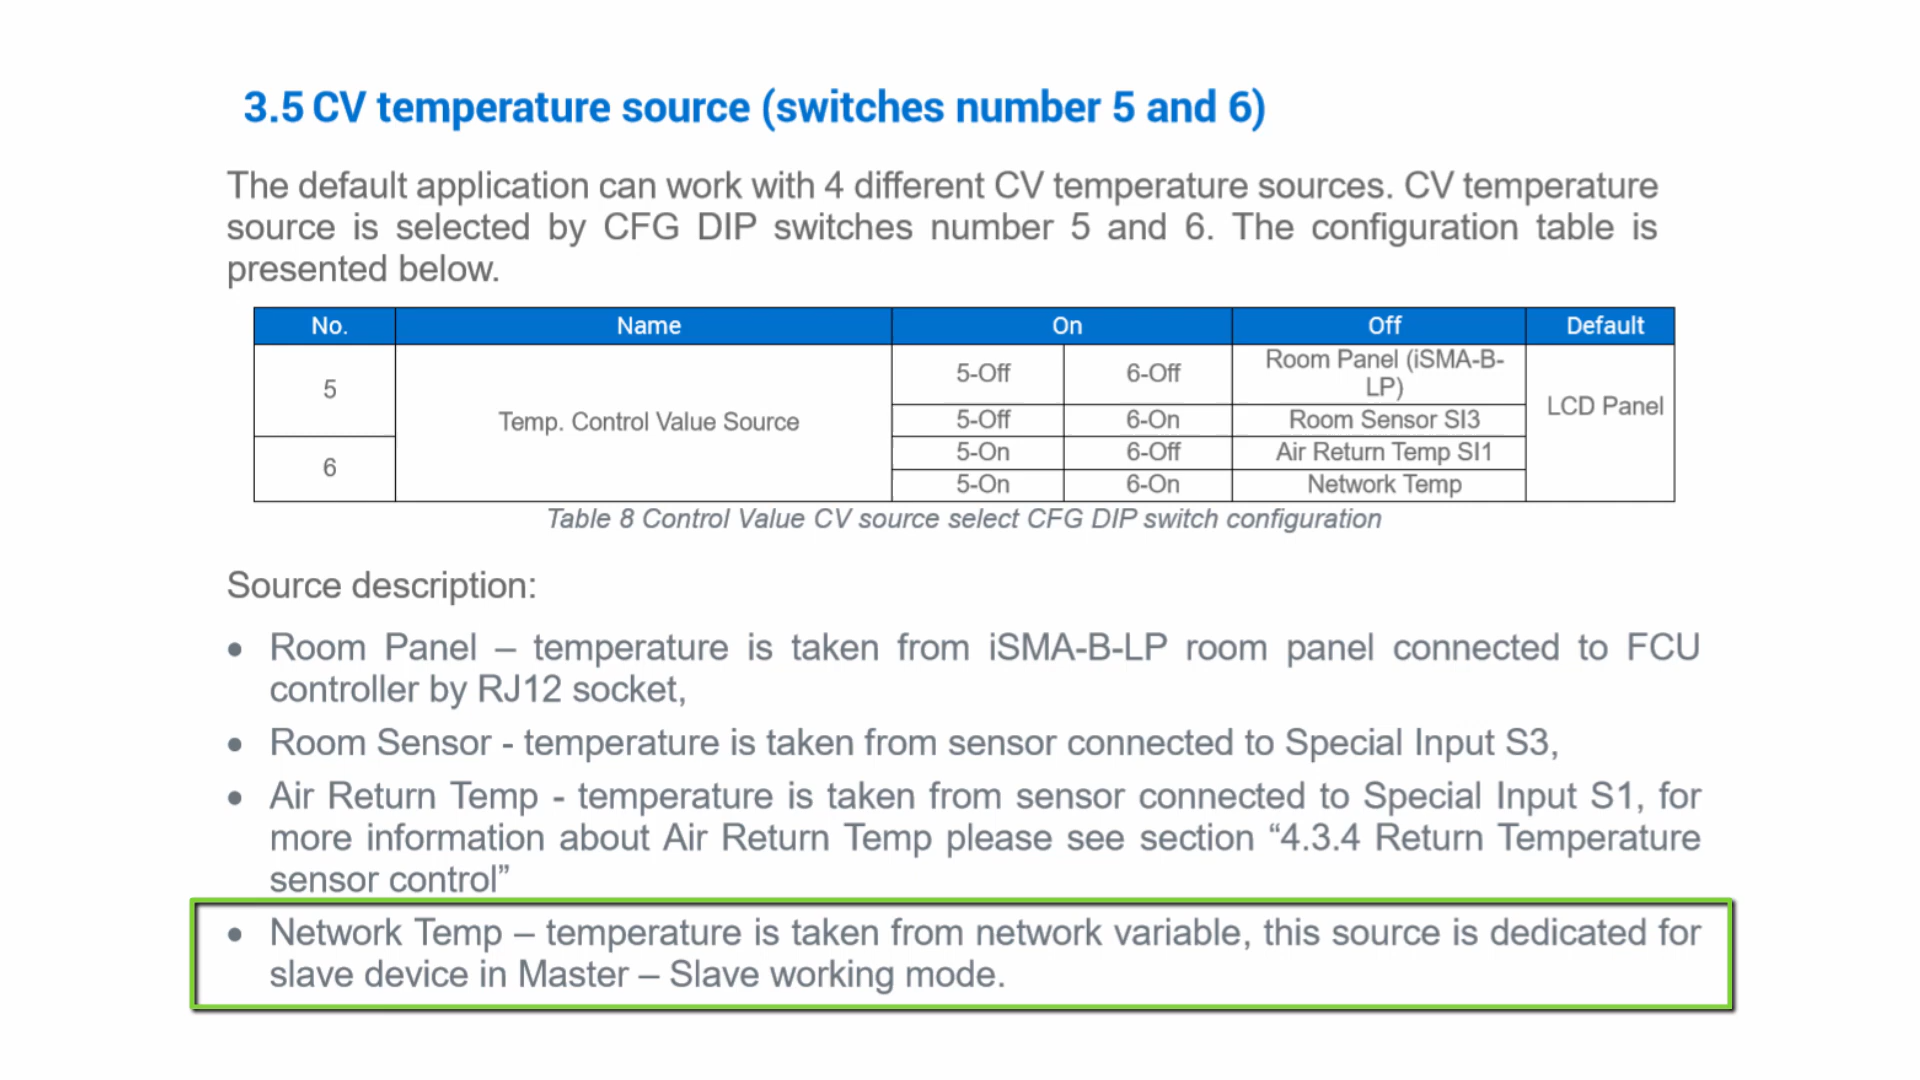 3.5 CV temperature source (switches number 5 and 6)
The default application can work with 4 different CV temperature sources. CV temperature
source is selected by CFG DIP switches number 5 and 6. The configuration table is
presented below.
No. Name On Off Default
5 Temp. Control Value Source 5-Off 6-Off Room Panel (iSMA-B-
LP) LCD Panel
5-Off 6-On Room Sensor SI3
6 5-On 6-Off Air Return Temp SI1
5-On 6-On Network Temp
Table 8 Control Value CV source select CFG DIP switch configuration
Source description:
• Room Panel – temperature is taken from iSMA-B-LP room panel connected to FCU
controller by RJ12 socket,
• Room Sensor - temperature is taken from sensor connected to Special Input S3,
• Air Return Temp - temperature is taken from sensor connected to Special Input S1, for
more information about Air Return Temp please see section “4.3.4 Return Temperature
sensor control”
• Network Temp – temperature is taken from network variable, this source is dedicated for
slave device in Master – Slave working mode.